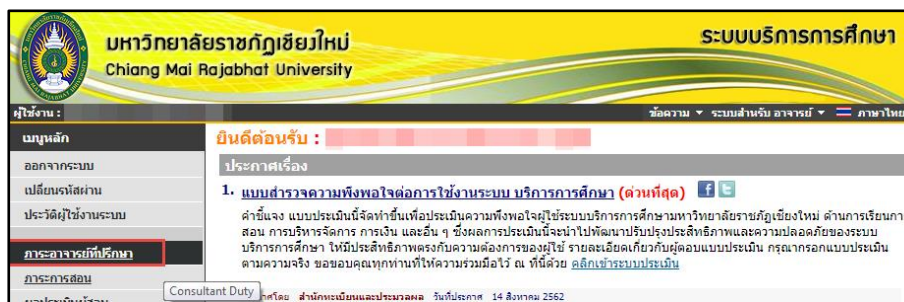 มหาวิทยาลัยราชภัฏเชียงใหม่
Chiang Mai Rajabhat University
ระบบบริการการศึกษา
ผู้ใช้งาน :
ข้อความ ระบบสำหรับ อาจารย์ ภาษาไทย
เมนูหลัก
ออกจากระบบ
เปลี่ยนรหัสผ่าน
ประวัติผู้ใช้งานระบบ
ภาระอาจารย์ที่ปรึกษา
ภาระการสอน
Consultant Duty
ยินดีต้อนรับ :
ประกาศเรื่อง
1. แบบสำรวจความพึงพอใจต่อการใช้งานระบบ บริการการศึกษา (ด่วนที่สุด)
คำชี้แจง แบบประเมินนี้จัดทำขึ้นเพื่อประเมินความพึงพอใจผู้ใช้ระบบบริการการศึกษามหาวิทยาลัยราชภัฏเชียงใหม่ ด้านการเรียนกา
สอน การบริหารจัดการ การเงิน และอื่น ๆ ซึ่งผลการประเมินนี้จะนำไปพัฒนาปรับปรุงประสิทธิภาพและความปลอดภัยของระบบ
บริการการศึกษา ให้มีประสิทธิภาพตรงกับความต้องการของผู้ใช้ รายละเอียดเกี่ยวกับผู้ตอบแบบประเมิน กรุณากรอกแบบประเมิน
ตามความจริง ขอขอบคุณทุกท่านที่ให้ความร่วมมือไว้ ณ ที่นี้ด้วย คลิกเข้าระบบประเมิน
กาศโดย สำนักทะเบียนและประมวลผล วันที่ประกาศ 14 สิงหาคม 2562